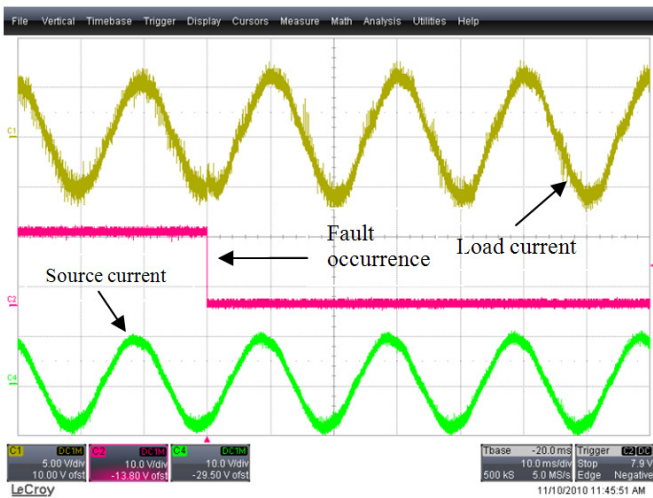 File Vertical Timebase Trigger Display Cursors Measure Math Analysis Utilities Help
C1
Fault
occurrence
Load current
Source current
C2
C4
C1 DC1M
5.00 V/div
10.00 V ofst
C2 DC1M
10.0 V/div
-13.80 V ofst
C4 DC1M
10.0 V/div
-29.50 V ofst
Tbase -20.0 ms
10.0 ms/div
500 kS 5.0 MS/s
Trigger C2 DC
Stop 7.9 V
Edge Negative
LeCroy
11/10/2010 11:45:51 AM